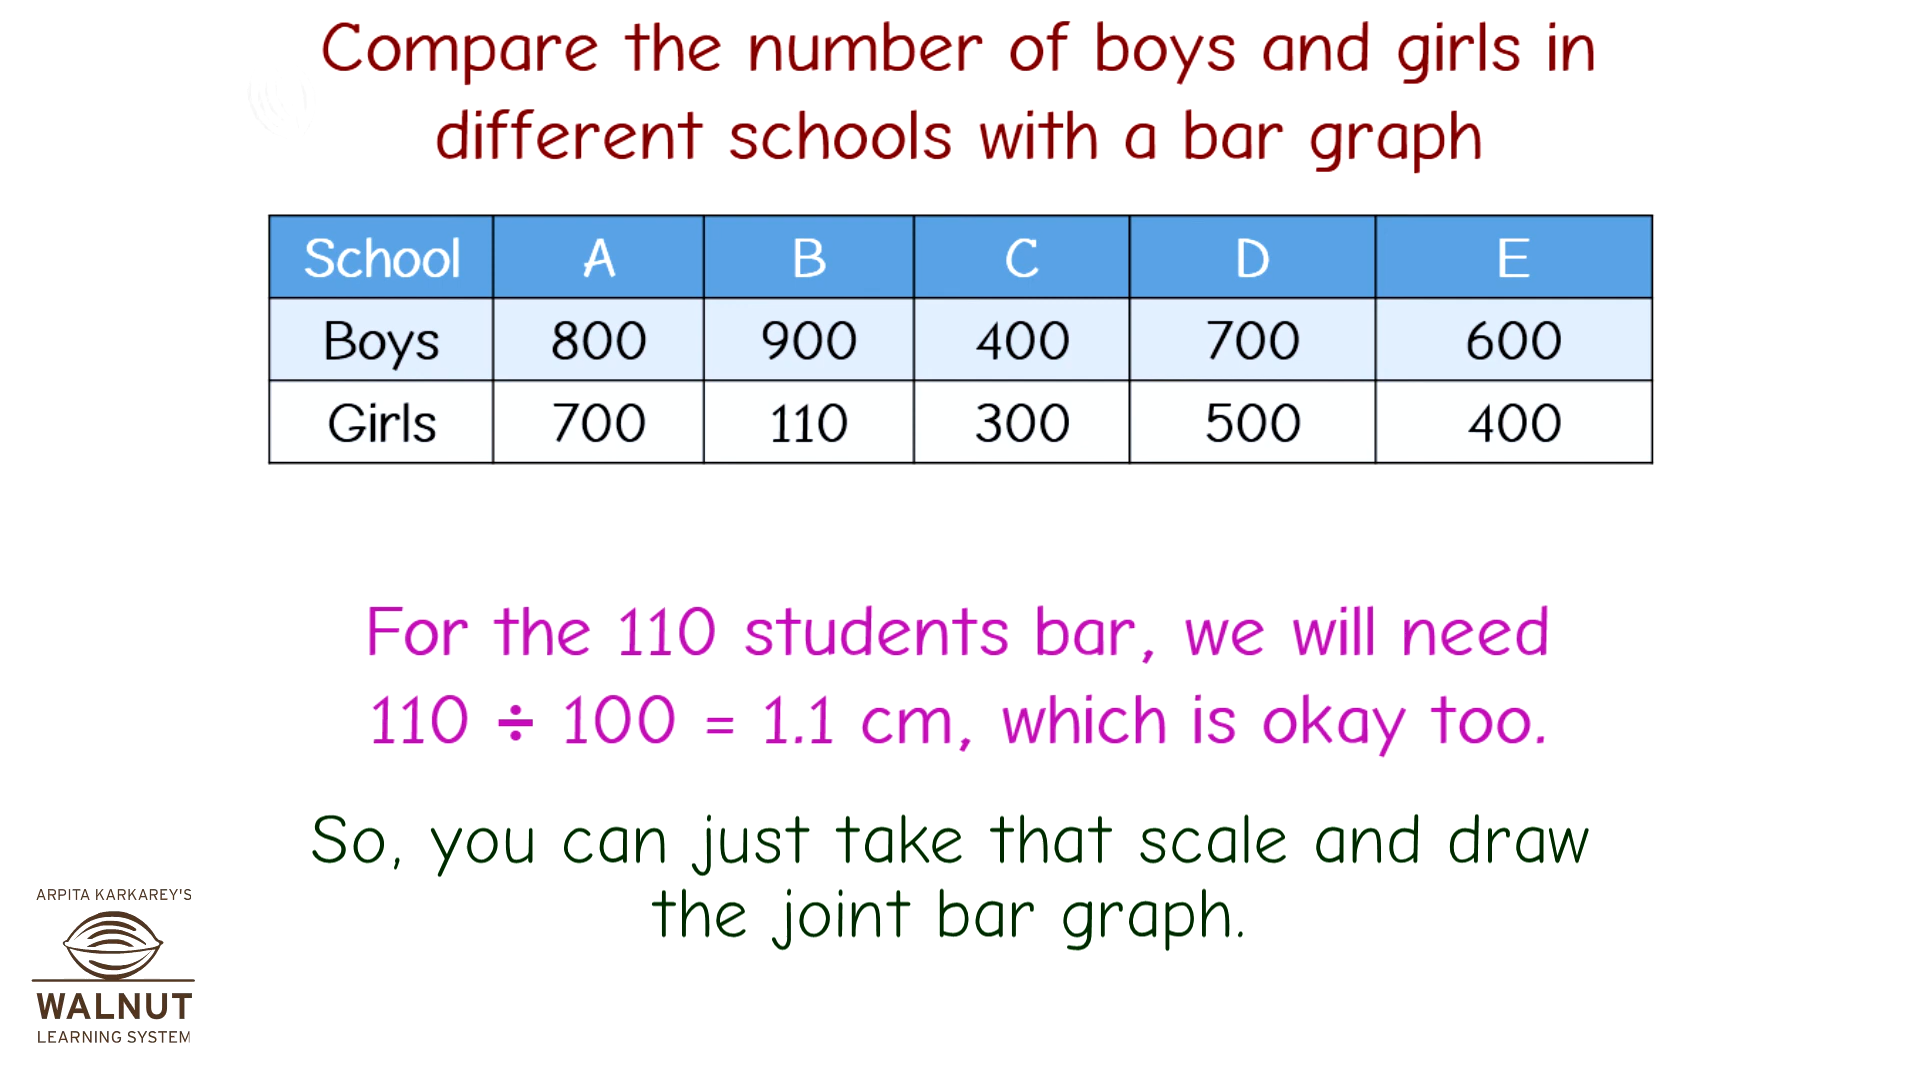 Compare the number of boys and girls in
different schools with a bar graph
School A B C D E
Boys 800 900 400 700 600
Girls 700 110 300 500 400
For the 110 students bar, we will need
110 ÷ 100 = 1.1 cm, which is okay too.
So, you can just take that scale and draw
the joint bar graph.
ARPITA KARKAREY'S
WALNUT
LEARNING SYSTEM